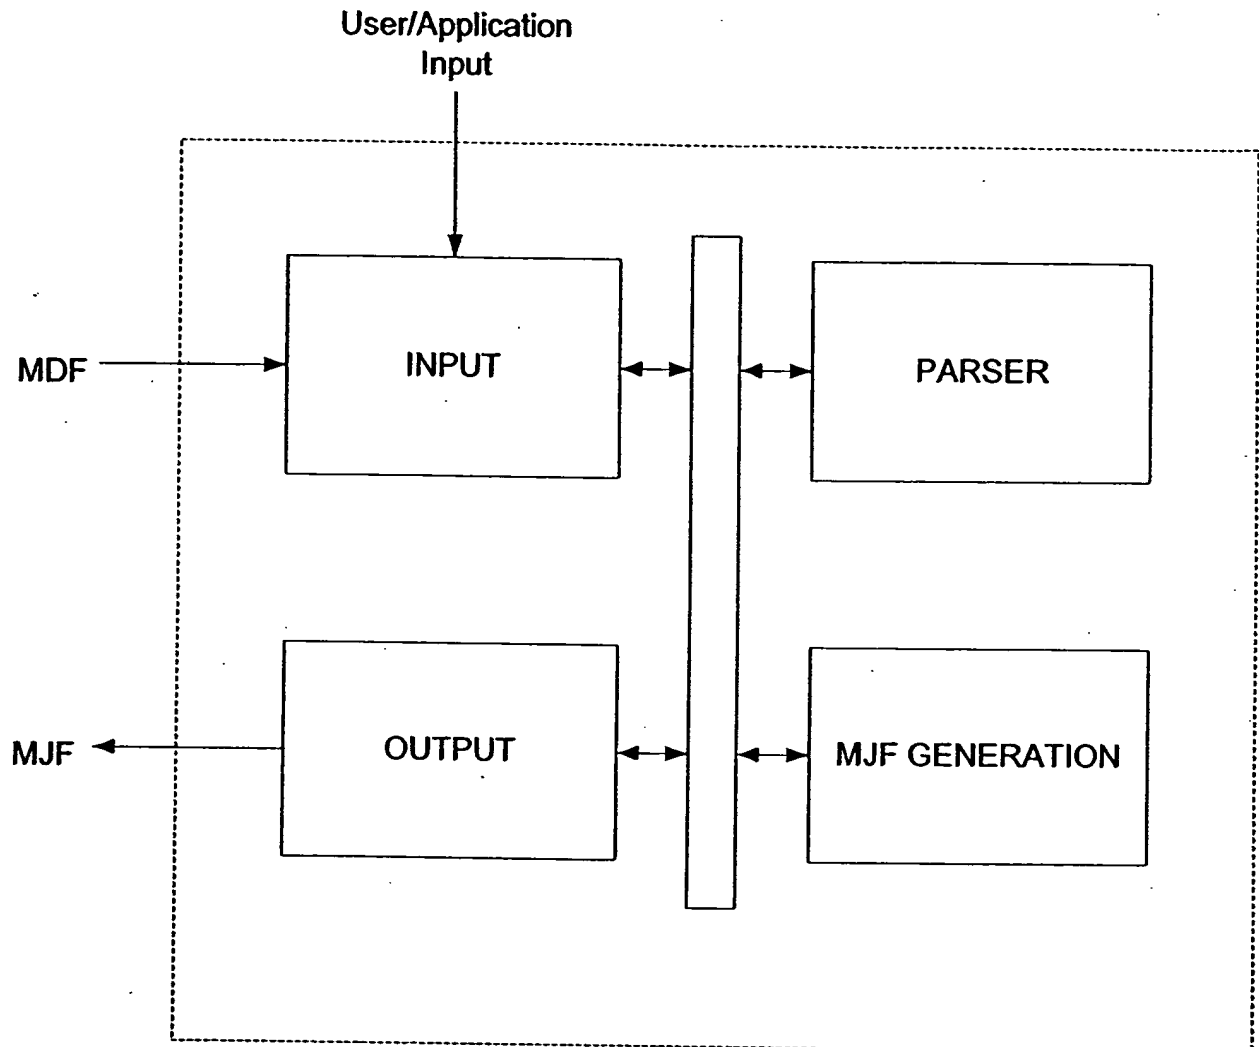 User/Application
Input
MDF
INPUT
PARSER
MJF
OUTPUT
MJF GENERATION